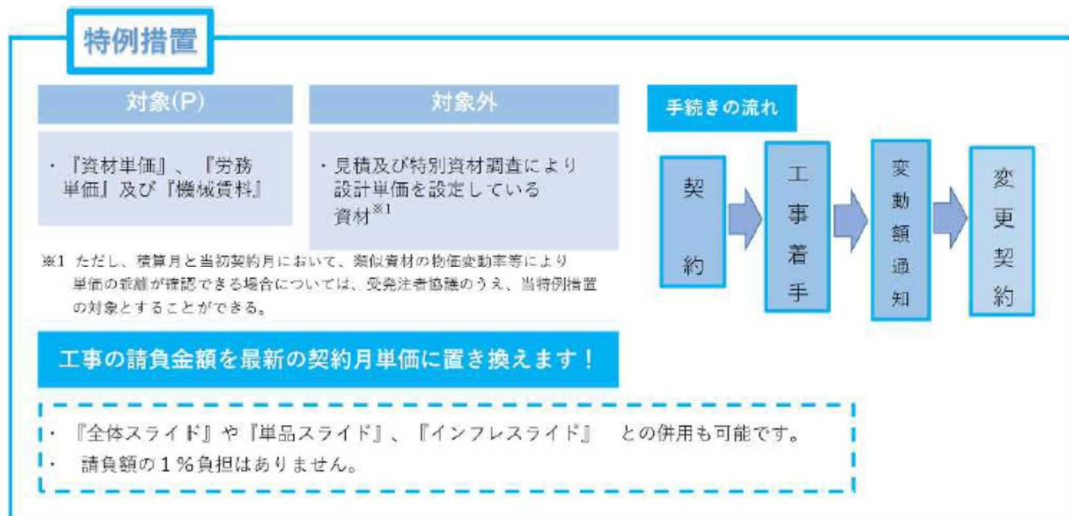 特例措置
対象(P)
・『資材単価』、『労務
単価』及び『機械賃料』
対象外
・見積及び特別資材調査により
設計単価を設定している
資材※1
※1 ただし、積算月と当初契約月において、類似資材の物価変動率等により
単価の乖離が確認できる場合については、受発注者協議のうえ、当特例措置
の対象とすることができる。
工事の請負金額を最新の契約月単価に置き換えます！
手続きの流れ
契約
工事着手
変動額通知
変更契約
・『全体スライド』や『単品スライド』、『インフレスライド』 との併用も可能です。
・ 請負額の１％負担はありません。